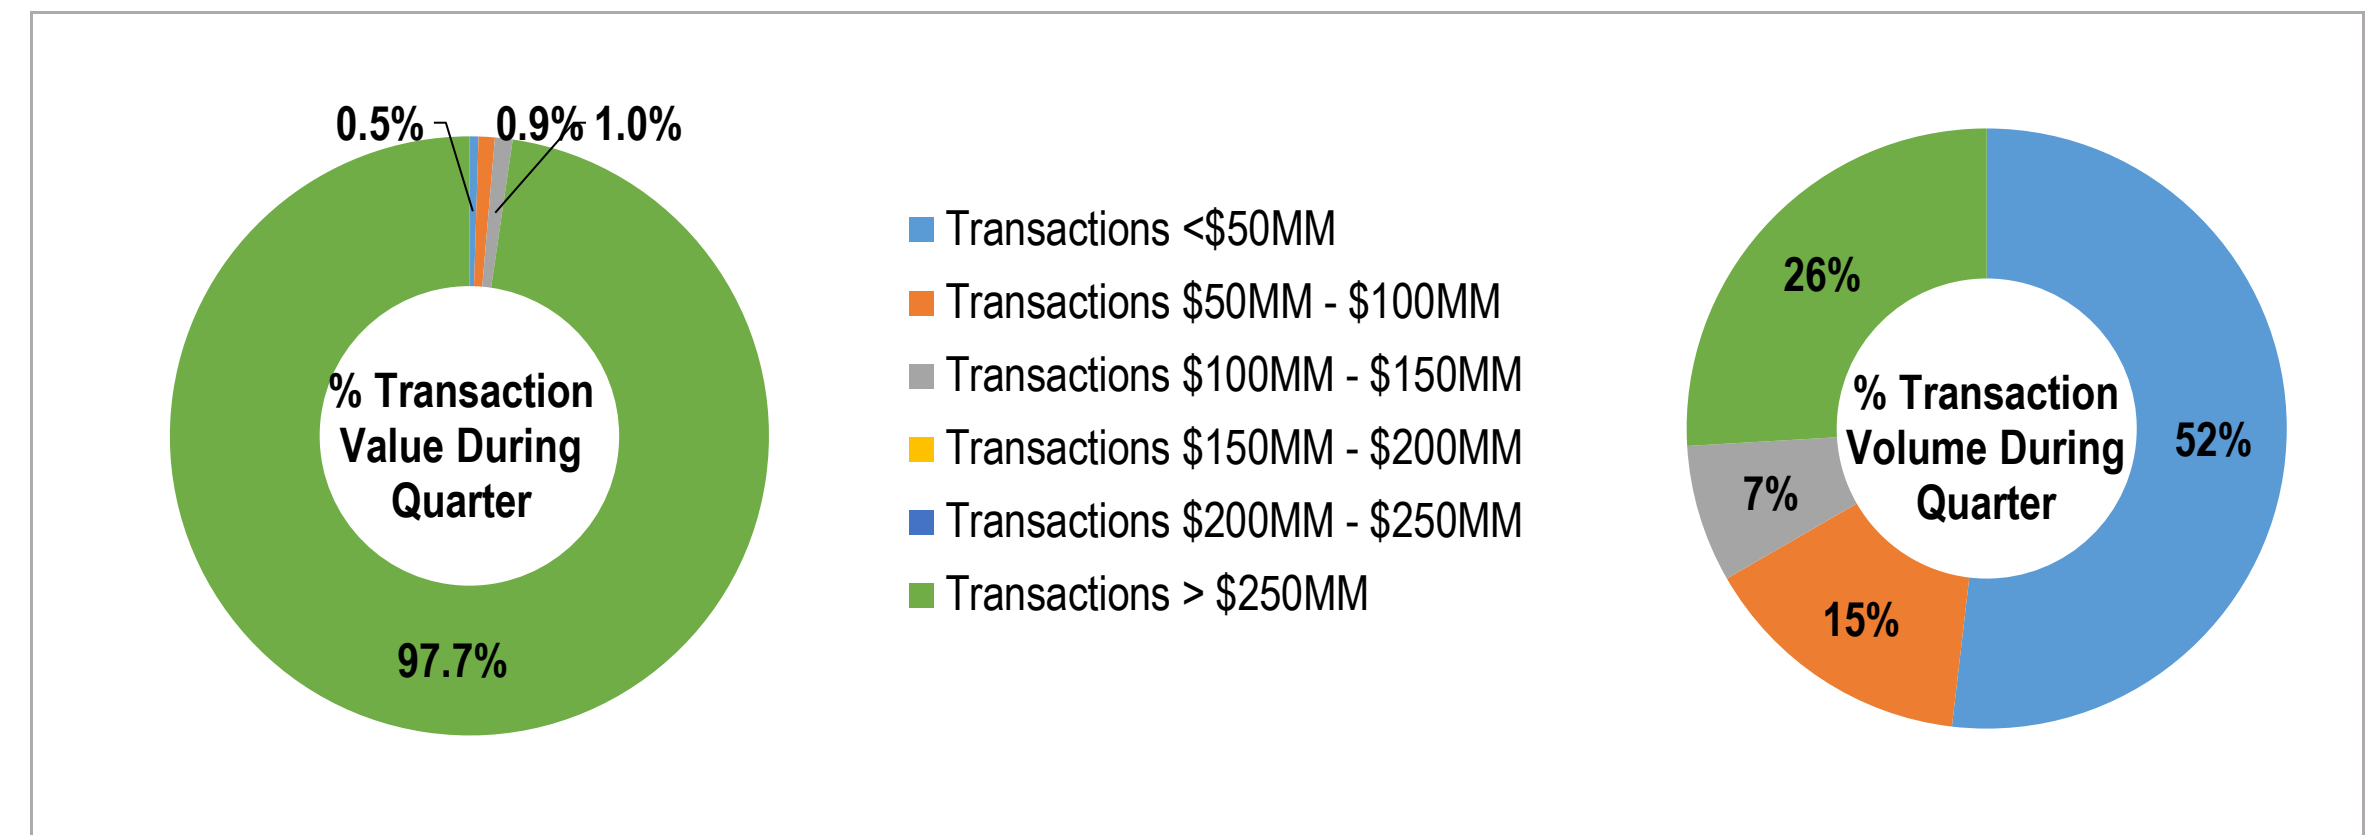 0.5%
0.9%
1.0%
% Transaction
Value During
Quarter
97.7%
Transactions <$50MM
Transactions $50MM - $100MM
Transactions $100MM - $150MM
Transactions $150MM - $200MM
Transactions $200MM - $250MM
Transactions > $250MM
26%
52%
7%
15%
% Transaction
Volume During
Quarter